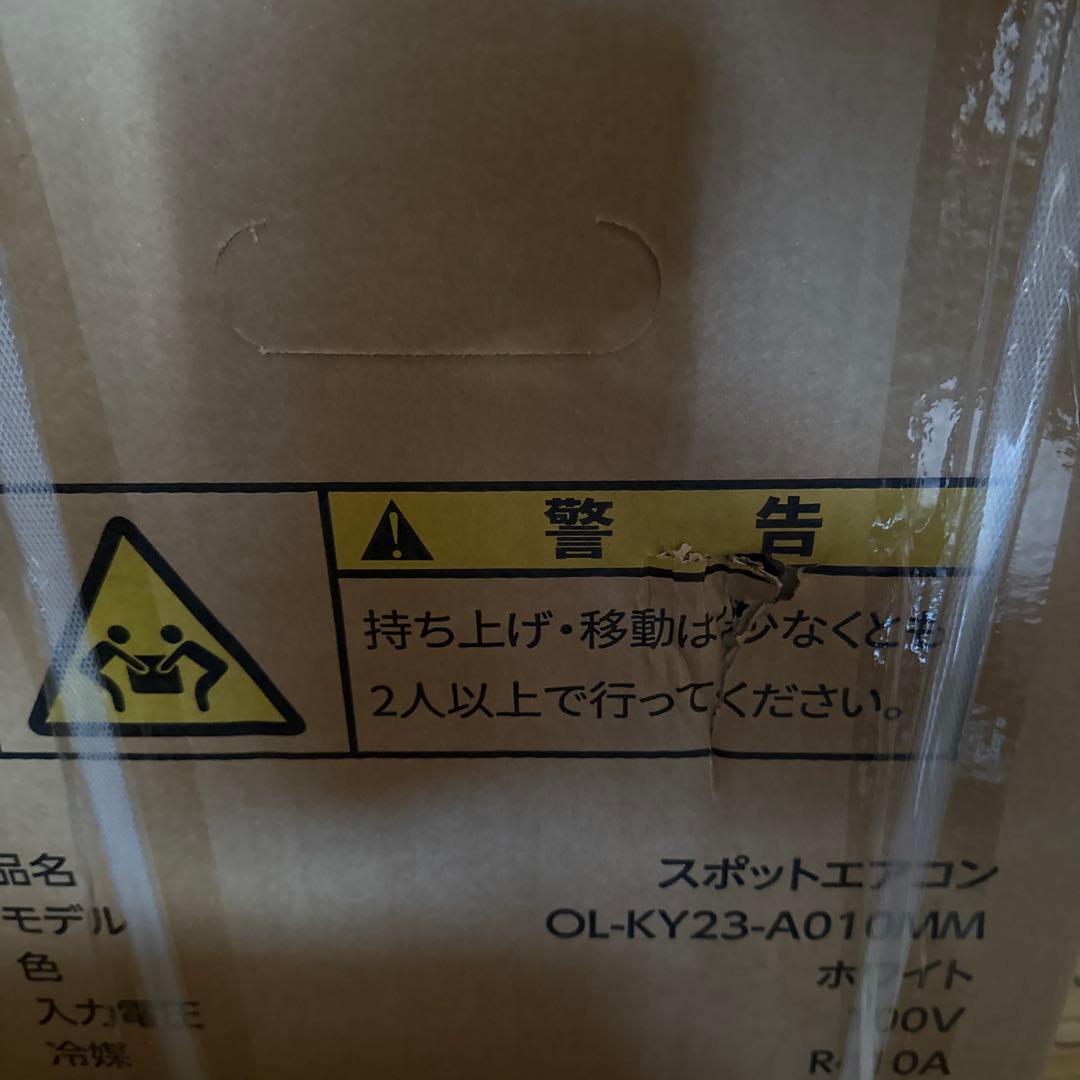 警告
持ち上げ・移動は少なくとも
2人以上で行ってください。
品名 スポットエアコン
モデル OL-KY23-A010MM
色 ホワイト
入力電圧 100V
冷媒 R410A